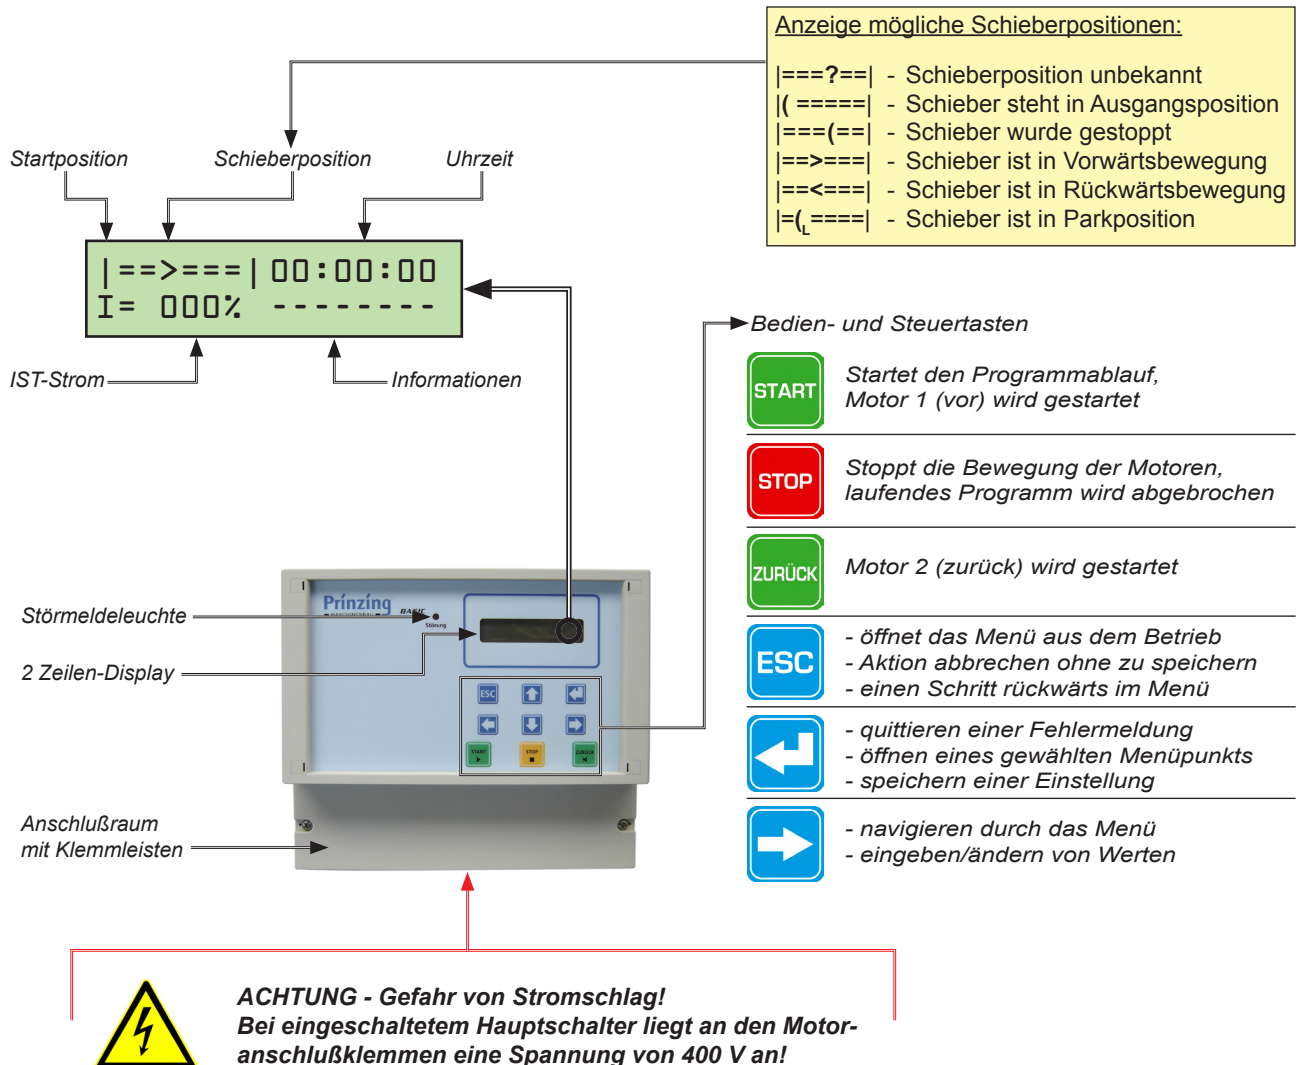 Anzeige mögliche Schieberpositionen:
|===?==| - Schieberposition unbekannt
|( =====| - Schieber steht in Ausgangsposition
|===(==| - Schieber wurde gestoppt
|==>===| - Schieber ist in Vorwärtsbewegung
|==<===| - Schieber ist in Rückwärtsbewegung
|=(L====| - Schieber ist in Parkposition
Startposition
Schieberposition
Uhrzeit
|==>===|00:00:00
I= 000% --------
IST-Strom
Informationen
Bedien- und Steuertasten
START
Startet den Programmablauf,
Motor 1 (vor) wird gestartet
STOP
Stoppt die Bewegung der Motoren,
laufendes Programm wird abgebrochen
ZURÜCK
Motor 2 (zurück) wird gestartet
ESC
- öffnet das Menü aus dem Betrieb
- Aktion abbrechen ohne zu speichern
- einen Schritt rückwärts im Menü
- quittieren einer Fehlermeldung
- öffnen eines gewählten Menüpunkts
- speichern einer Einstellung
- navigieren durch das Menü
- eingeben/ändern von Werten
Störmeldeleuchte
2 Zeilen-Display
Anschlußraum
mit Klemmleisten
Prinzing
MASCHINENBAU
BASIC
Störung
ESC
START
STOP
ZURÜCK
ACHTUNG - Gefahr von Stromschlag!
Bei eingeschaltetem Hauptschalter liegt an den Motor-
anschlußklemmen eine Spannung von 400 V an!